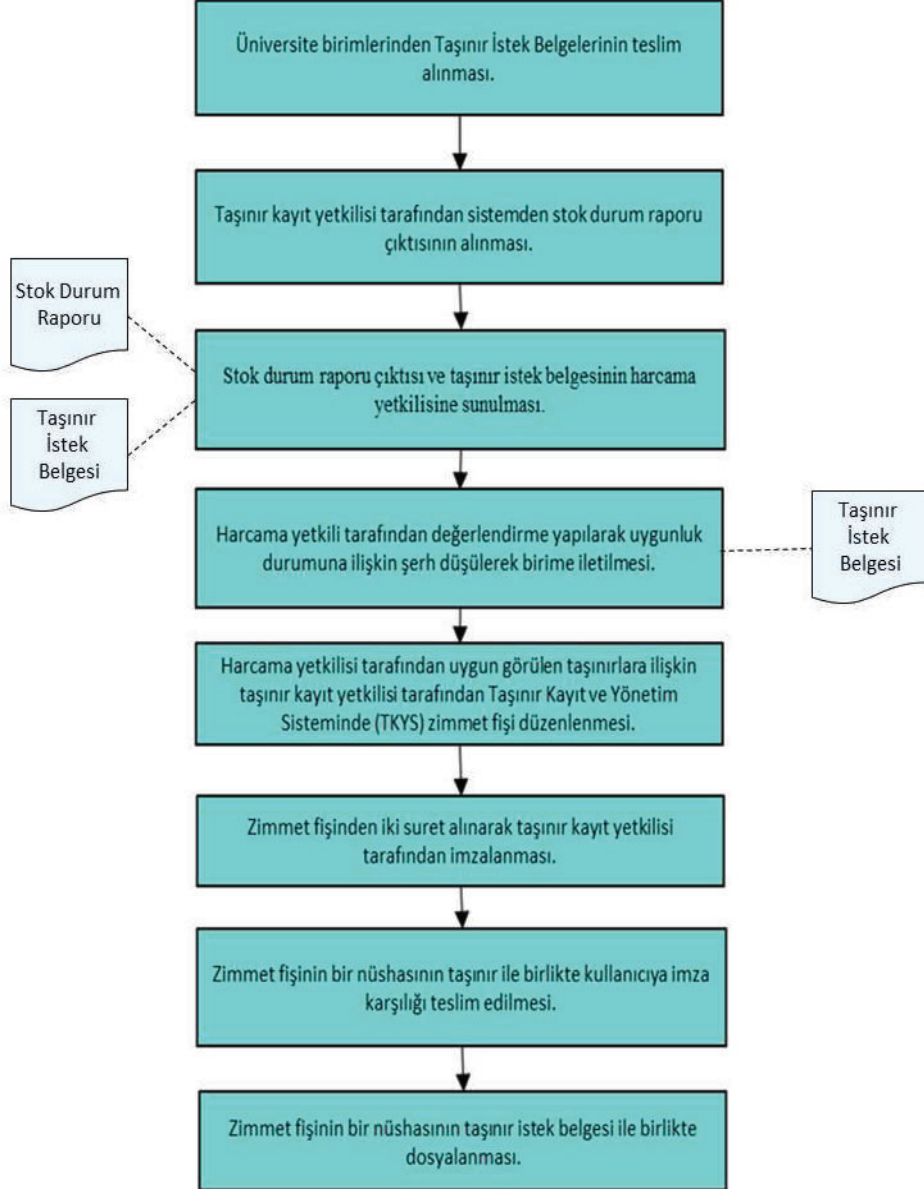 Üniversite birimlerinden Taşınır İstek Belgelerinin teslim
alınması.
Taşınır kayıt yetkilisi tarafından sistemden stok durum raporu
çıktısının alınması.
Stok Durum
Raporu
Stok durum raporu çıktısı ve taşınır istek belgesinin harcama
yetkilisine sunulması.
Taşınır
İstek
Belgesi
Harcama yetkili tarafından değerlendirme yapılarak uygunluk
durumuna ilişkin şerh düşülerek birime iletilmesi.
Taşınır
İstek
Belgesi
Harcama yetkilisi tarafından uygun görülen taşınırlara ilişkin
taşınır kayıt yetkilisi tarafından Taşınır Kayıt ve Yönetim
Sisteminde (TKYS) zimmet fişi düzenlenmesi.
Zimmet fişinden iki suret alınarak taşınır kayıt yetkilisi
tarafından imzalanması.
Zimmet fişinin bir nüshasının taşınır ile birlikte kullanıcıya imza
karşılığı teslim edilmesi.
Zimmet fişinin bir nüshasının taşınır istek belgesi ile birlikte
dosyalanması.